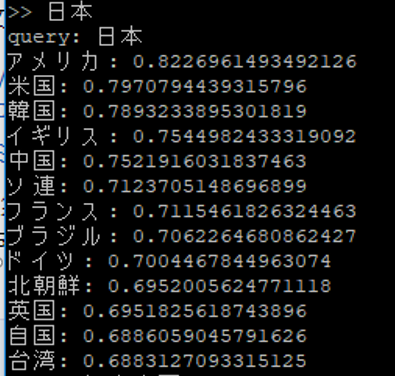 >> 日本
query: 日本
アメリカ: 0.8226961493492126
米国: 0.7970794439315796
韓国: 0.7893233895301819
イギリス: 0.7544982433319092
中国: 0.7521916031837463
ソ連: 0.7123705148696899
フランス: 0.7115461826324463
ブラジル: 0.7062264680862427
ドイツ: 0.7004467844963074
北朝鮮: 0.6952005624771118
英国: 0.6951825618743896
自国: 0.6886059045791626
台湾: 0.6883127093315125